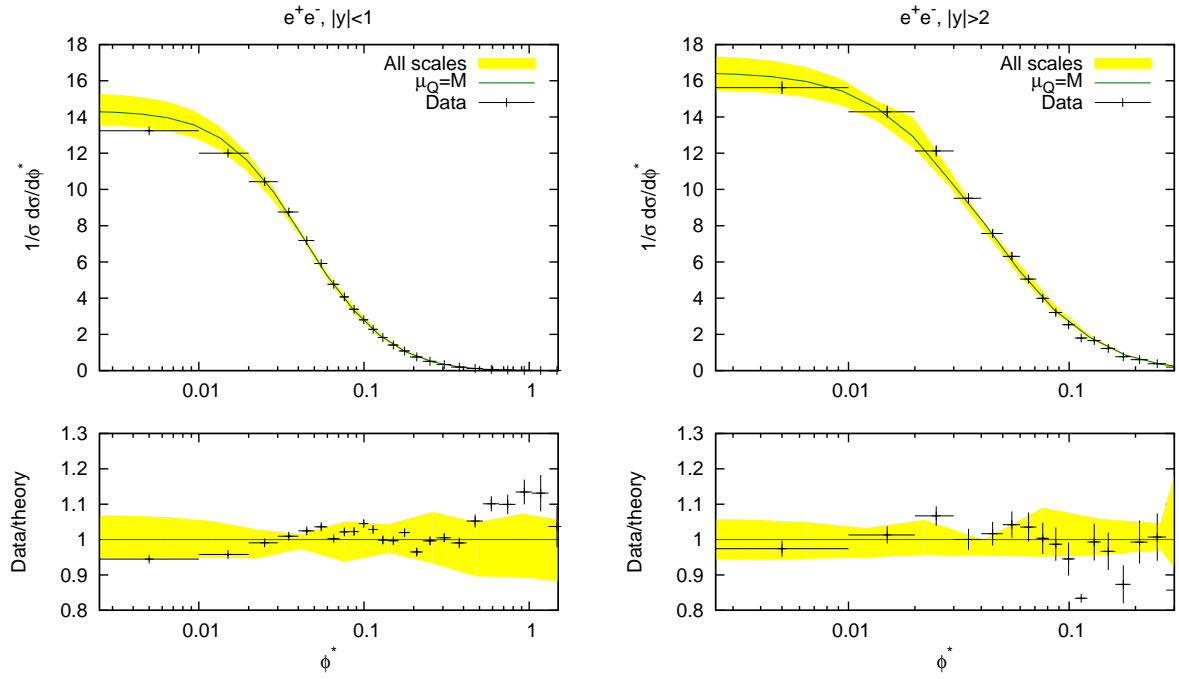 e⁺e⁻, |y|<1
18
16
14
12
10
8
6
4
2
0
0.01 0.1 1
1/σ dσ/dφ*
All scales
μ_Q=M
Data
1.3
1.2
1.1
1.0
0.9
0.8
0.01 0.1 1
Data/theory
φ*
e⁺e⁻, |y|>2
18
16
14
12
10
8
6
4
2
0
0.01 0.1
1/σ dσ/dφ*
All scales
μ_Q=M
Data
1.3
1.2
1.1
1.0
0.9
0.8
0.01 0.1
Data/theory
φ*